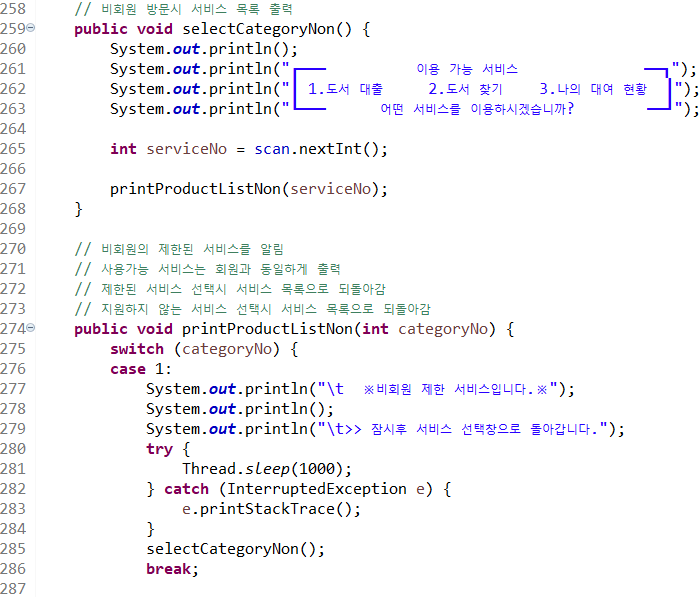 258 // 비회원 방문시 서비스 목록 출력
259 public void selectCategoryNon() {
260 System.out.println();
261 System.out.println("┏━━ 이용 가능 서비스 ━━┓");
262 System.out.println("┃ 1.도서 대출 2.도서 찾기 3.나의 대여 현황 ┃");
263 System.out.println("┗━━ 어떤 서비스를 이용하시겠습니까? ━━┛");
264
265 int serviceNo = scan.nextInt();
266
267 printProductListNon(serviceNo);
268 }
269
270 // 비회원의 제한된 서비스를 알림
271 // 사용가능 서비스는 회원과 동일하게 출력
272 // 제한된 서비스 선택시 서비스 목록으로 되돌아감
273 // 지원하지 않는 서비스 선택시 서비스 목록으로 되돌아감
274 public void printProductListNon(int categoryNo) {
275 switch (categoryNo) {
276 case 1:
277 System.out.println("\t ※비회원 제한 서비스입니다.※");
278 System.out.println();
279 System.out.println("\t>> 잠시후 서비스 선택창으로 돌아갑니다.");
280 try {
281 Thread.sleep(1000);
282 } catch (InterruptedException e) {
283 e.printStackTrace();
284 }
285 selectCategoryNon();
286 break;
287